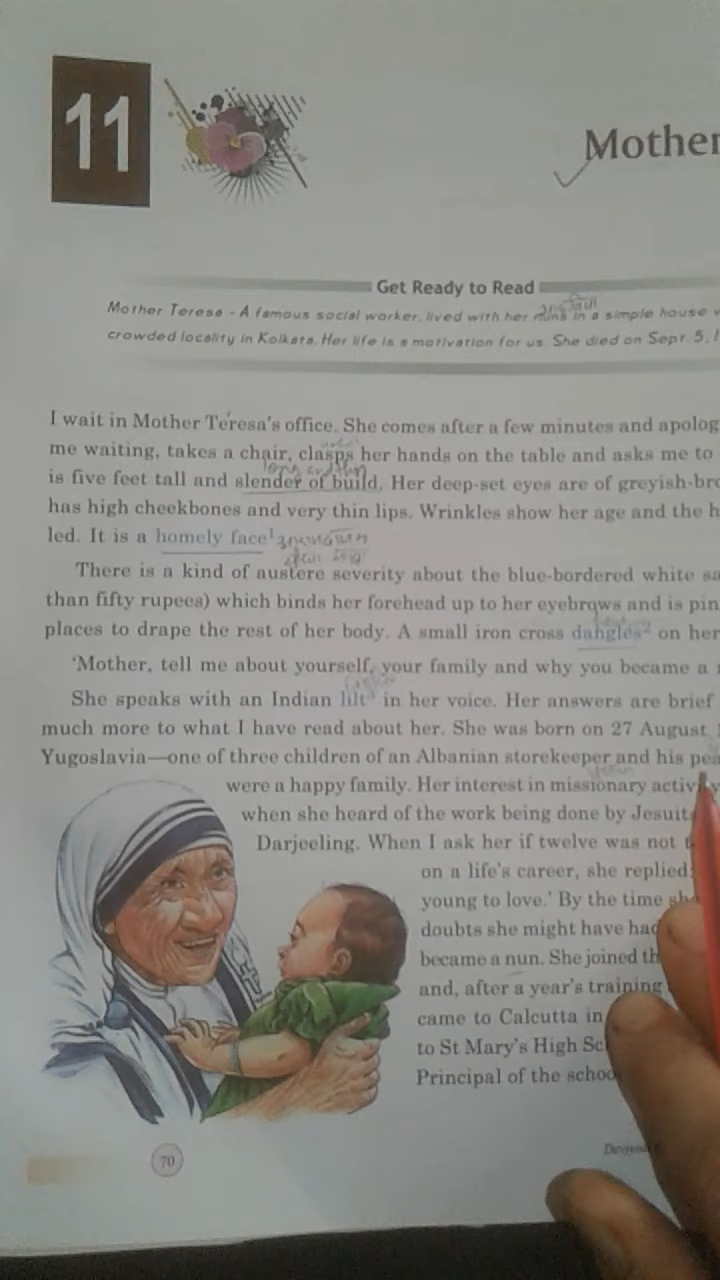 11
Mother
Get Ready to Read
Mother Teresa - A famous social worker, lived with her nuns in a simple house
crowded locality in Kolkata. Her life is a motivation for us. She died on Sept. 5,
I wait in Mother Teresa's office. She comes after a few minutes and apolog
me waiting, takes a chair, clasps her hands on the table and asks me to
long and thin
is five feet tall and slender of build. Her deep-set eyes are of greyish-bro
has high cheekbones and very thin lips. Wrinkles show her age and the h
led. It is a homely face¹
There is a kind of austere severity about the blue-bordered white sa
than fifty rupees) which binds her forehead up to her eyebrows and is pin
places to drape the rest of her body. A small iron cross dangles² on her
'Mother, tell me about yourself, your family and why you became a
She speaks with an Indian lilt³ in her voice. Her answers are brief
much more to what I have read about her. She was born on 27 August
Yugoslavia—one of three children of an Albanian storekeeper and his pea
were a happy family. Her interest in missionary activi
when she heard of the work being done by Jesuit
Darjeeling. When I ask her if twelve was not
on a life's career, she replied
young to love.' By the time she
doubts she might have had
became a nun. She joined th
and, after a year's training
came to Calcutta in
to St Mary's High Sc
Principal of the schoo
70